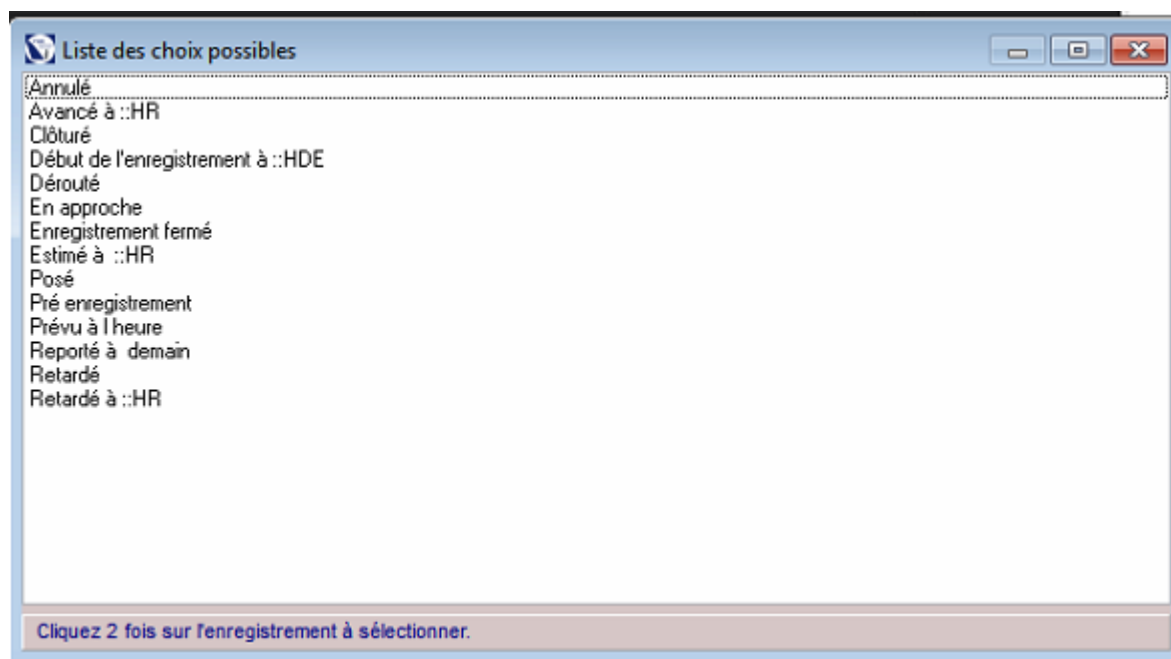 Liste des choix possibles
Annulé
Avancé à ::HR
Clôturé
Début de l'enregistrement à ::HDE
Dérouté
En approche
Enregistrement fermé
Estimé à  ::HR
Posé
Pré enregistrement
Prévu à l heure
Reporté à  demain
Retardé
Retardé à ::HR
Cliquez 2 fois sur l'enregistrement à sélectionner.